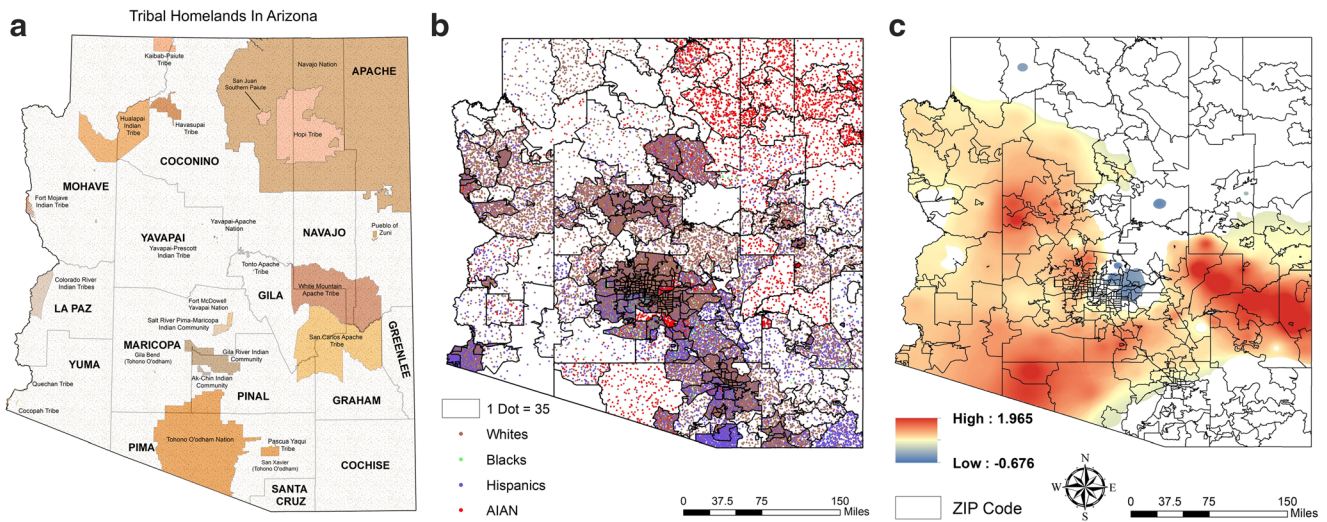 Tribal Homelands In Arizona
a
Kaibab-Paiute
Tribe
Navajo Nation
APACHE
San Juan
Southern Paiute
Hualapai
Indian
Tribe
Havasupai
Tribe
Hopi Tribe
COCONINO
MOHAVE
Fort Mojave
Indian Tribe
Yavapai-Apache
Nation
NAVAJO
Pueblo of
Zuni
YAVAPAI
Yavapai-Prescott
Indian Tribe
Tonto Apache
Tribe
Colorado River
Indian Tribes
LA PAZ
GILA
White Mountain
Apache Tribe
Fort McDowell
Yavapai Nation
Salt River Pima-Maricopa
Indian Community
San Carlos Apache
Tribe
GREENLEE
MARICOPA
Gila Bend
(Tohono O'odham)
Gila River Indian
Community
YUMA
Ak-Chin Indian
Community
Quechan Tribe
PINAL
GRAHAM
Cocopah Tribe
PIMA
Tohono O'odham Nation
Pascua Yaqui
Tribe
San Xavier
(Tohono O'odham)
COCHISE
SANTA
CRUZ
b
1 Dot = 35
Whites
Blacks
Hispanics
AIAN
0 37.5 75 150
Miles
c
High : 1.965
Low : -0.676
ZIP Code
N
W E
S
0 37.5 75 150
Miles